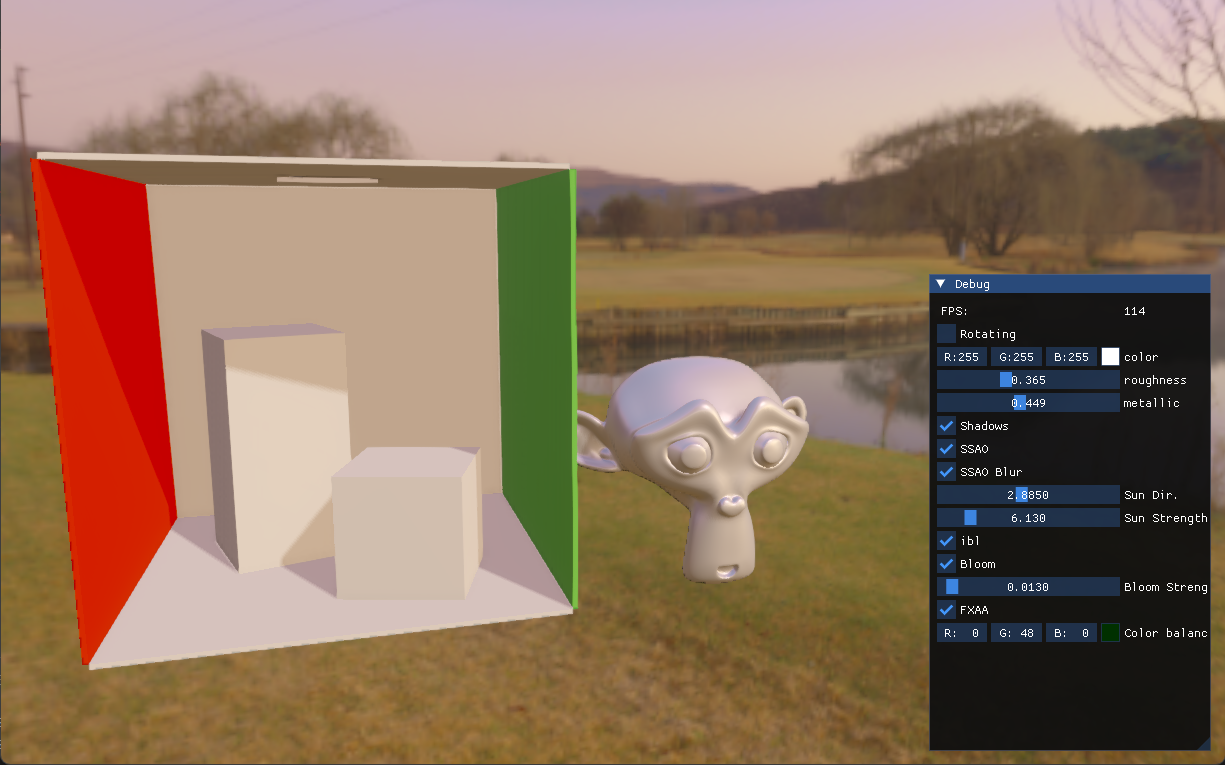 Debug
FPS: 114
Rotating
R:255 G:255 B:255 color
0.365 roughness
0.449 metallic
Shadows
SSAO
SSAO Blur
2.8850 Sun Dir.
6.130 Sun Strength
ibl
Bloom
0.0130 Bloom Streng
FXAA
R: 0 G: 48 B: 0 Color balanc